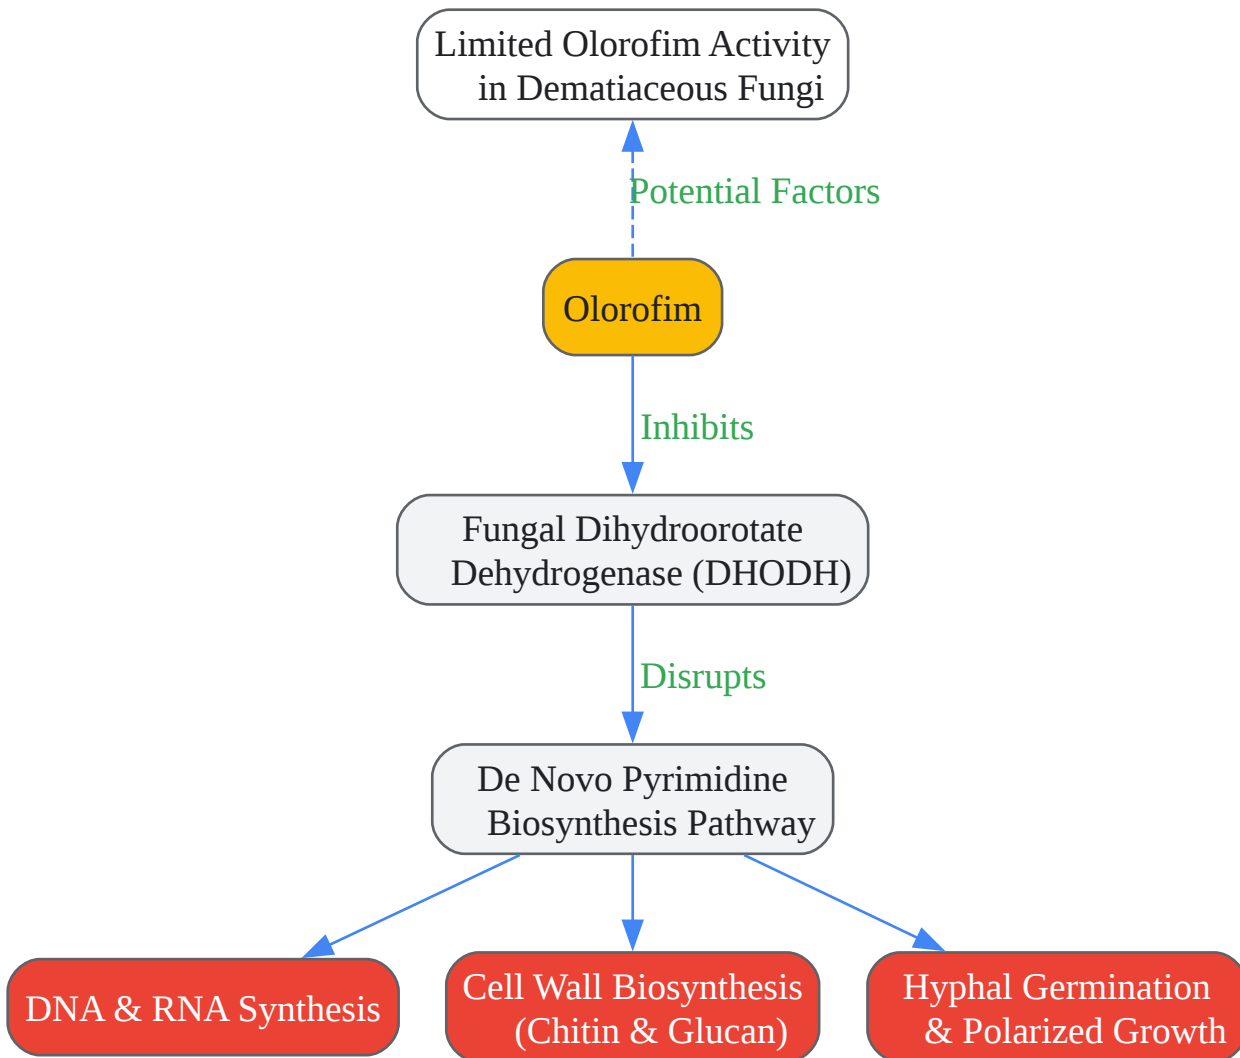 Limited Olorofim Activity
in Dematiaceous Fungi
Potential Factors
Olorofim
Inhibits
Fungal Dihydroorotate
Dehydrogenase (DHODH)
Disrupts
De Novo Pyrimidine
Biosynthesis Pathway
DNA & RNA Synthesis
Cell Wall Biosynthesis
(Chitin & Glucan)
Hyphal Germination
& Polarized Growth